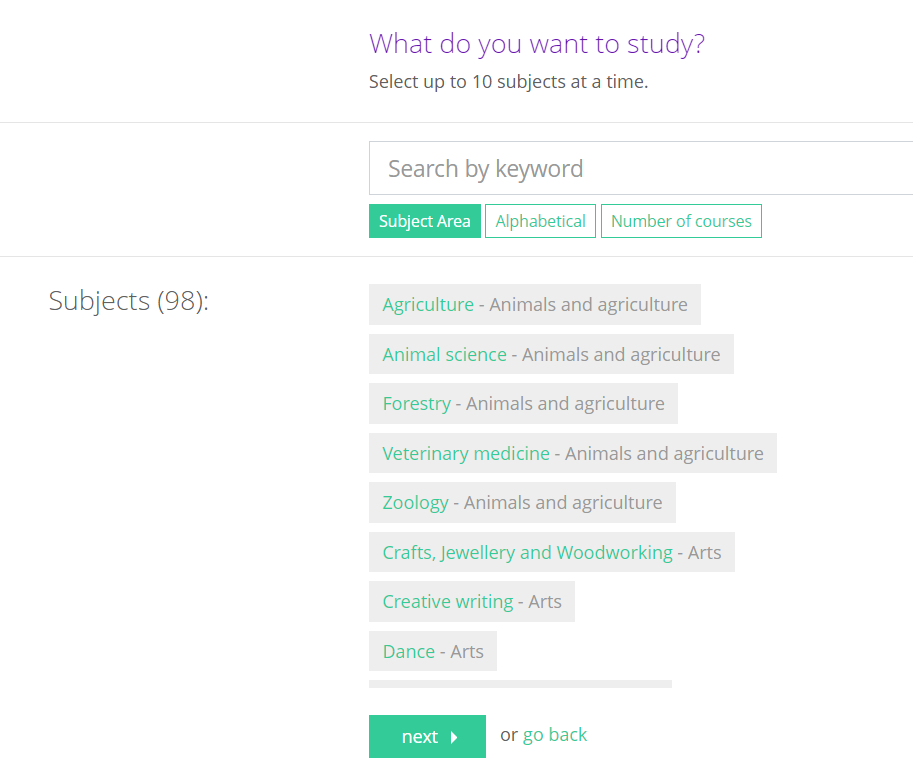 What do you want to study?
Select up to 10 subjects at a time.
Search by keyword
Subject Area
Alphabetical
Number of courses
Subjects (98):
Agriculture - Animals and agriculture
Animal science - Animals and agriculture
Forestry - Animals and agriculture
Veterinary medicine - Animals and agriculture
Zoology - Animals and agriculture
Crafts, Jewellery and Woodworking - Arts
Creative writing - Arts
Dance - Arts
next
or go back